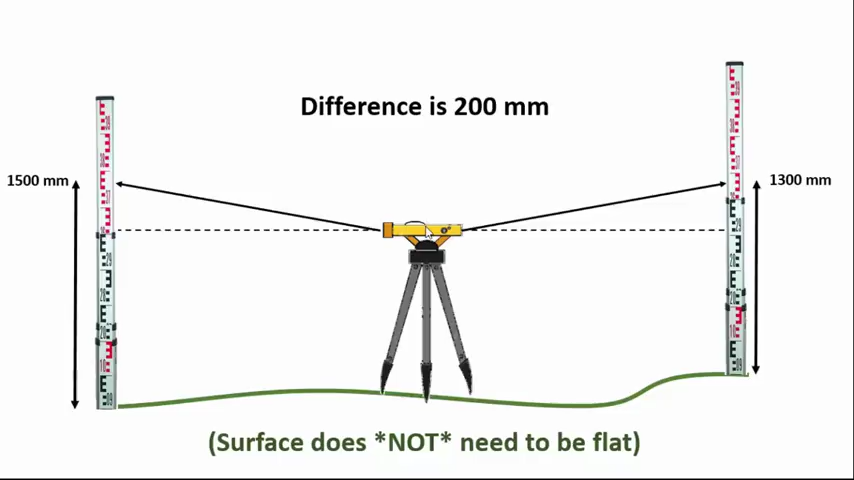 Difference is 200 mm
1500 mm
1300 mm
(Surface does *NOT* need to be flat)